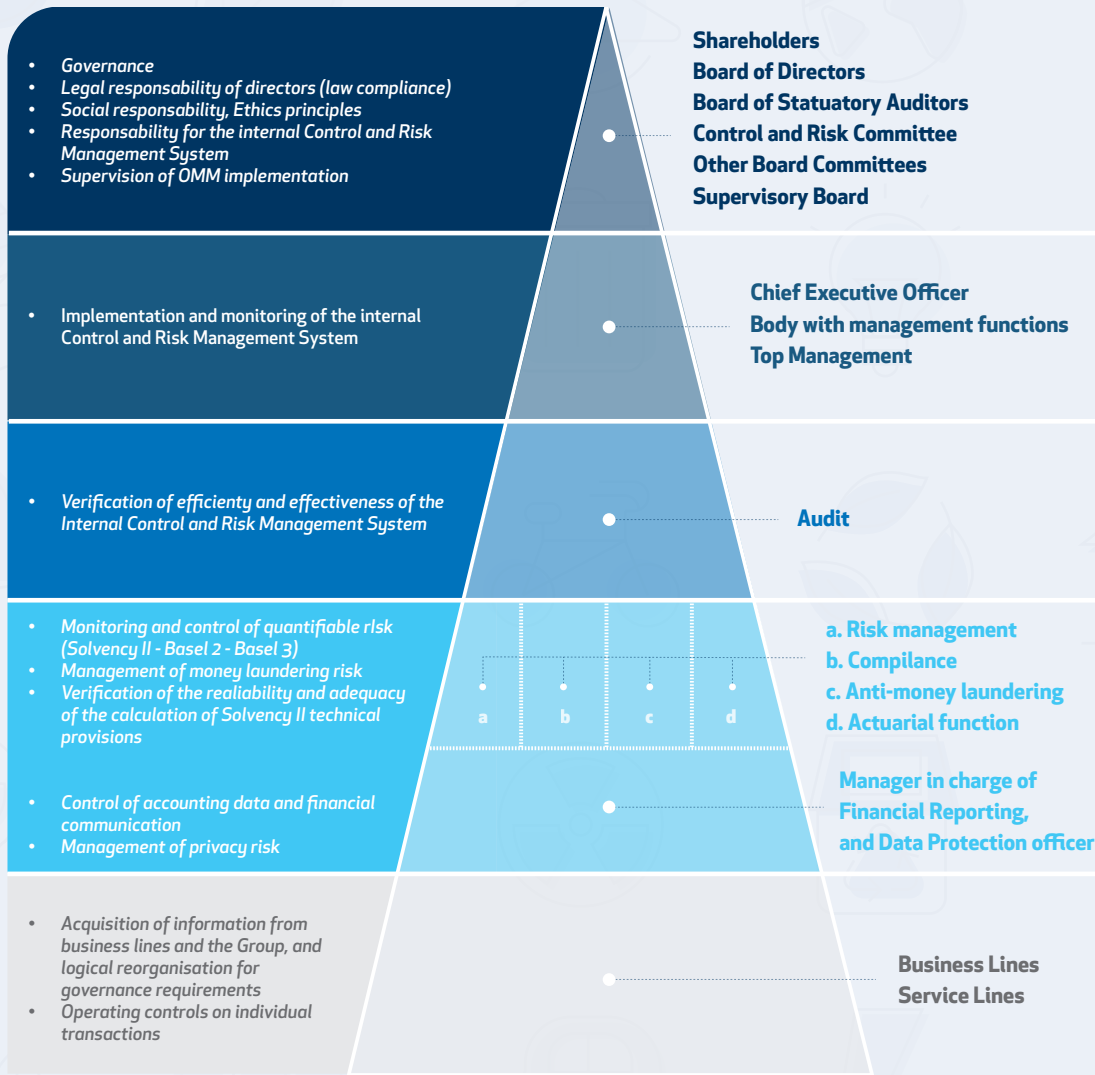 • Governance
• Legal responsability of directors (law compliance)
• Social responsability, Ethics principles
• Responsability for the internal Control and Risk
Management System
• Supervision of OMM implementation
Shareholders
Board of Directors
Board of Statuatory Auditors
Control and Risk Committee
Other Board Committees
Supervisory Board
• Implementation and monitoring of the internal
Control and Risk Management System
Chief Executive Officer
Body with management functions
Top Management
• Verification of efficienty and effectiveness of the
Internal Control and Risk Management System
Audit
• Monitoring and control of quantifiable rIsk
(Solvency II - Basel 2 - Basel 3)
• Management of money laundering risk
• Verification of the realiability and adequacy
of the calculation of Solvency II technical
provisions
a
b
c
d
a. Risk management
b. Compilance
c. Anti-money laundering
d. Actuarial function
• Control of accounting data and financial
communication
• Management of privacy risk
Manager in charge of
Financial Reporting,
and Data Protection officer
• Acquisition of information from
business lines and the Group, and
logical reorganisation for
governance requirements
• Operating controls on individual
transactions
Business Lines
Service Lines